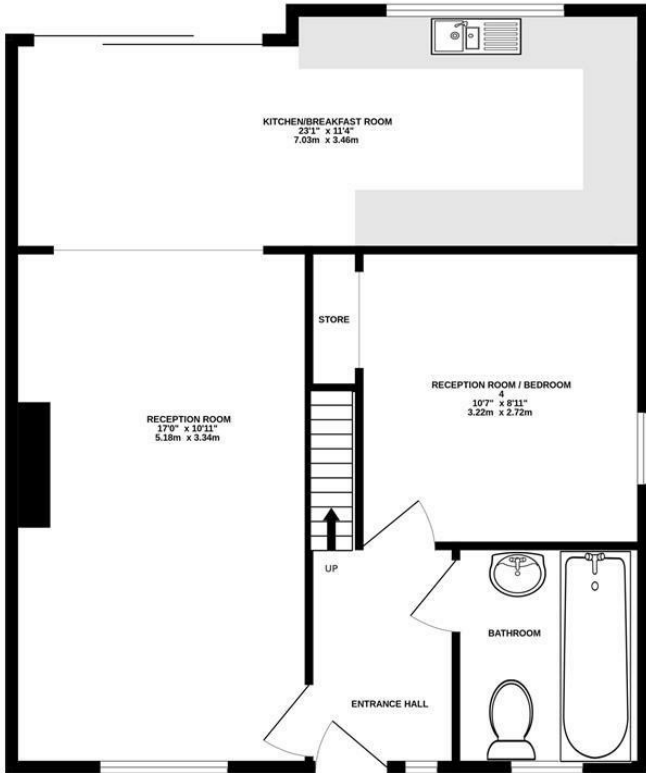 KITCHEN/BREAKFAST ROOM
23'1" x 11'4"
7.03m x 3.46m
STORE
RECEPTION ROOM / BEDROOM
4
10'7" x 8'11"
3.22m x 2.72m
RECEPTION ROOM
17'0" x 10'11"
5.18m x 3.34m
UP
BATHROOM
ENTRANCE HALL